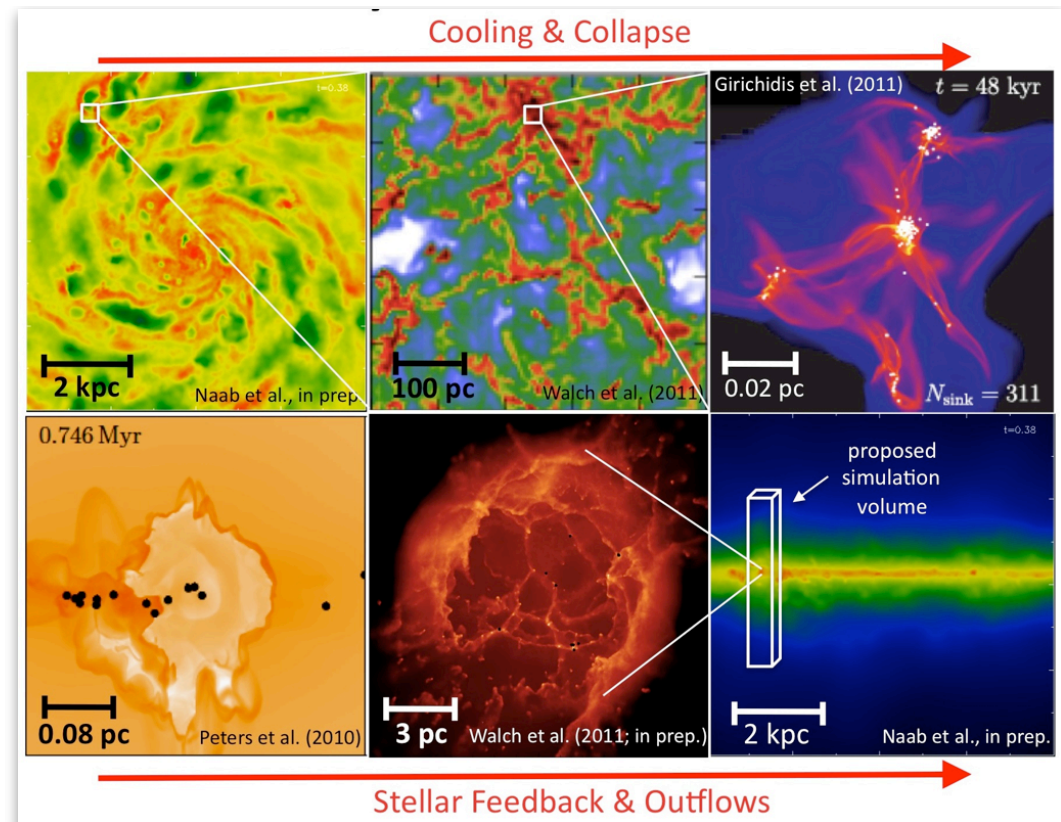 Cooling & Collapse
t=0.38
2 kpc
Naab et al., in prep.
100 pc
Walch et al. (2011)
Girichidis et al. (2011)
t = 48 kyr
0.02 pc
N_sink = 311
0.746 Myr
0.08 pc
Peters et al. (2010)
3 pc
Walch et al. (2011; in prep.)
t=0.38
proposed
simulation
volume
2 kpc
Naab et al., in prep.
Stellar Feedback & Outflows